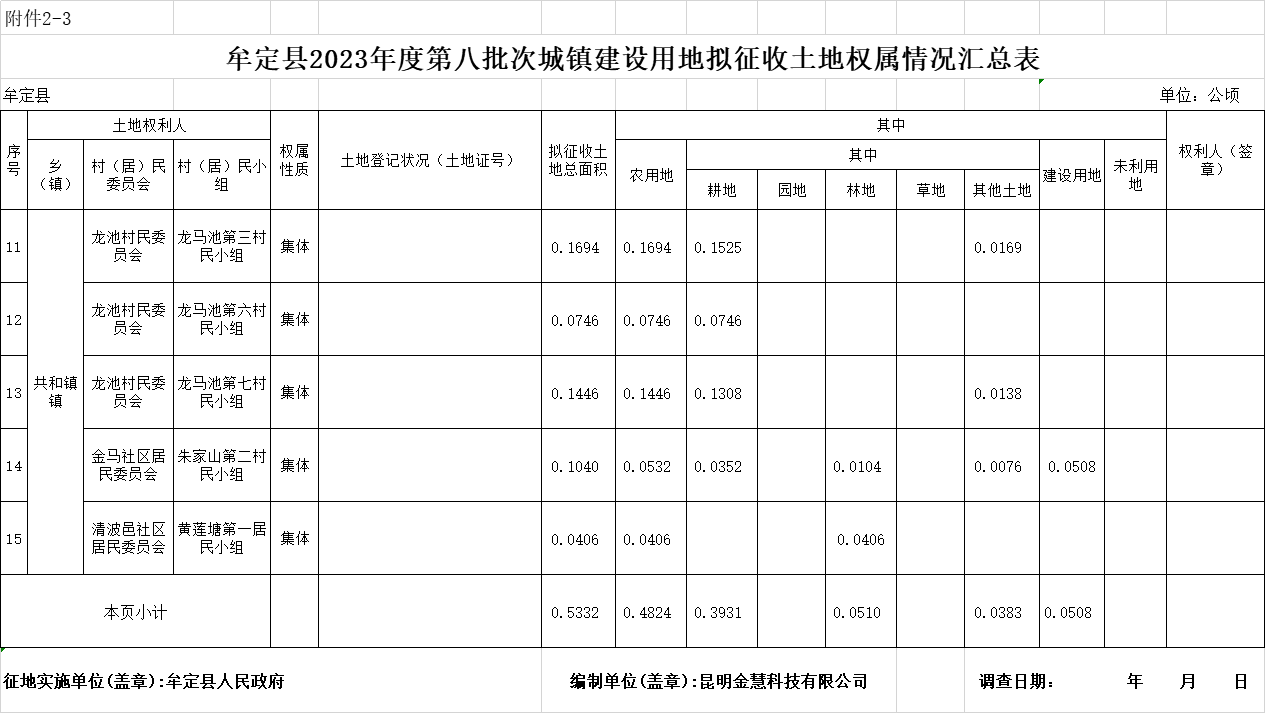 附件2-3
牟定县2023年度第八批次城镇建设用地拟征收土地权属情况汇总表
牟定县 单位：公顷
序号 土地权利人 权属性质 土地登记状况（土地证号） 拟征收土地总面积 其中 权利人（签章）
乡（镇） 村（居）民委员会 村（居）民小组 农用地 其中 建设用地 未利用地
耕地 园地 林地 草地 其他土地
共和镇镇
11 龙池村民委员会 龙马池第三村民小组 集体 0.1694 0.1694 0.1525 0.0169
12 龙池村民委员会 龙马池第六村民小组 集体 0.0746 0.0746 0.0746
13 龙池村民委员会 龙马池第七村民小组 集体 0.1446 0.1446 0.1308 0.0138
14 金马社区居民委员会 朱家山第二村民小组 集体 0.1040 0.0532 0.0352 0.0104 0.0076 0.0508
15 清波邑社区居民委员会 黄莲塘第一居民小组 集体 0.0406 0.0406 0.0406
本页小计 0.5332 0.4824 0.3931 0.0510 0.0383 0.0508
征地实施单位(盖章):牟定县人民政府 编制单位(盖章):昆明金慧科技有限公司 调查日期： 年 月 日